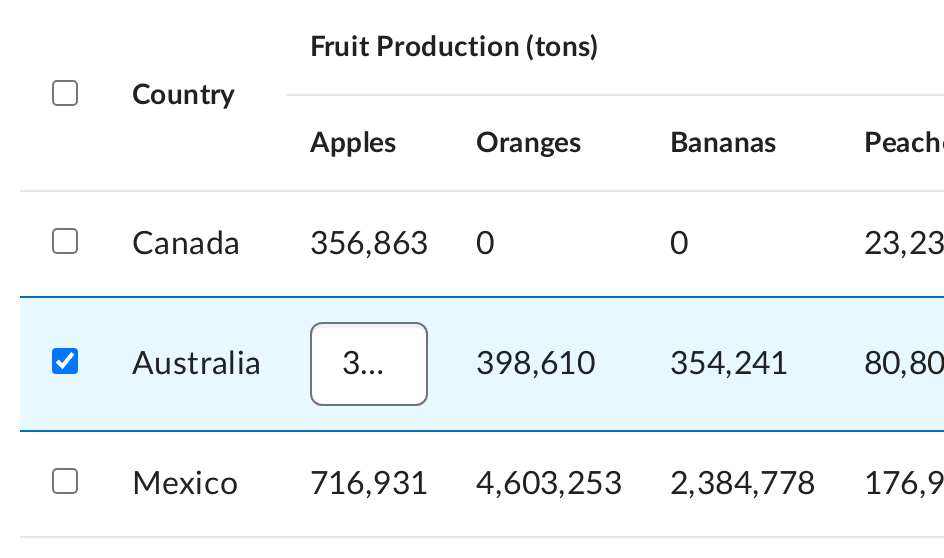 Fruit Production (tons)
Country
Apples Oranges Bananas
Canada 356,863 0 0
Australia 3... 398,610 354,241
Mexico 716,931 4,603,253 2,384,778